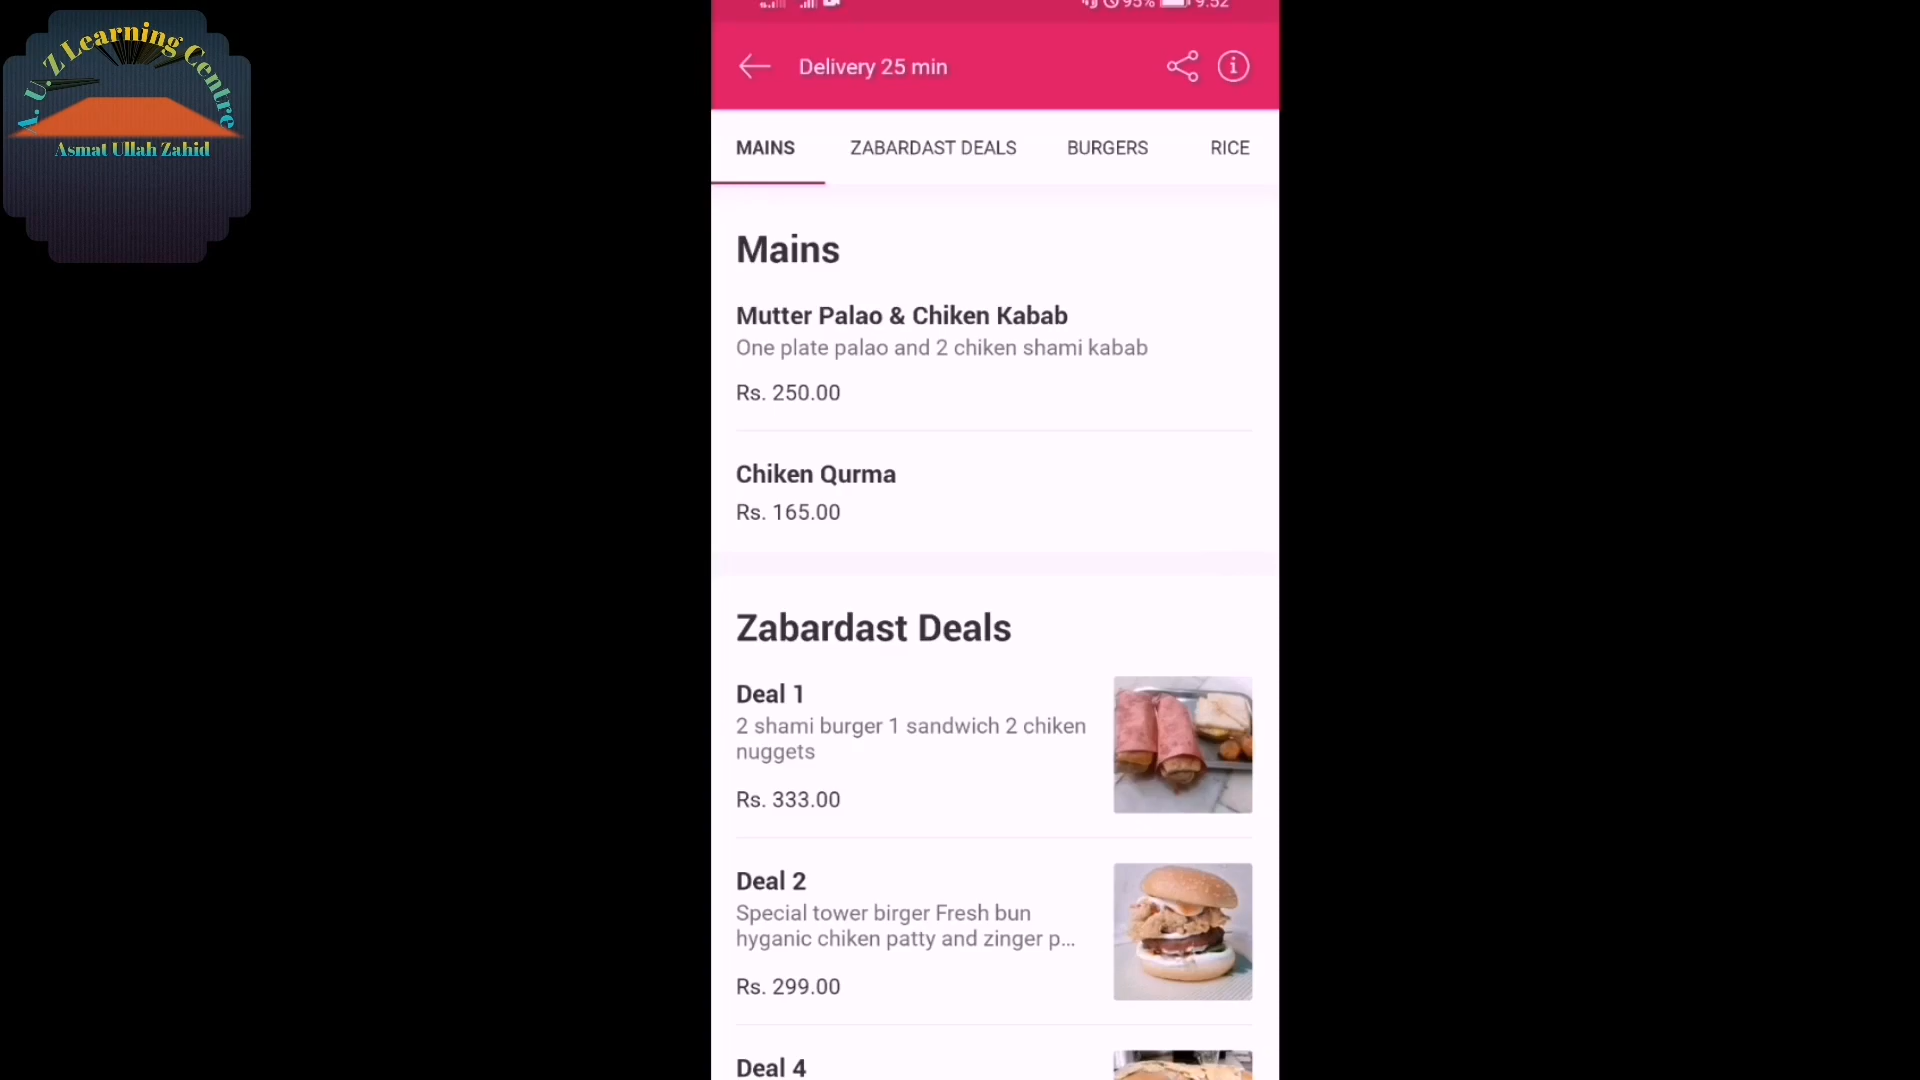 A. U. Z Learning Centre
Asmat Ullah Zahid
95% 9:52
Delivery 25 min
MAINS ZABARDAST DEALS BURGERS RICE
Mains
Mutter Palao & Chiken Kabab
One plate palao and 2 chiken shami kabab
Rs. 250.00
Chiken Qurma
Rs. 165.00
Zabardast Deals
Deal 1
2 shami burger 1 sandwich 2 chiken
nuggets
Rs. 333.00
Deal 2
Special tower birger Fresh bun
hyganic chiken patty and zinger p...
Rs. 299.00
Deal 4